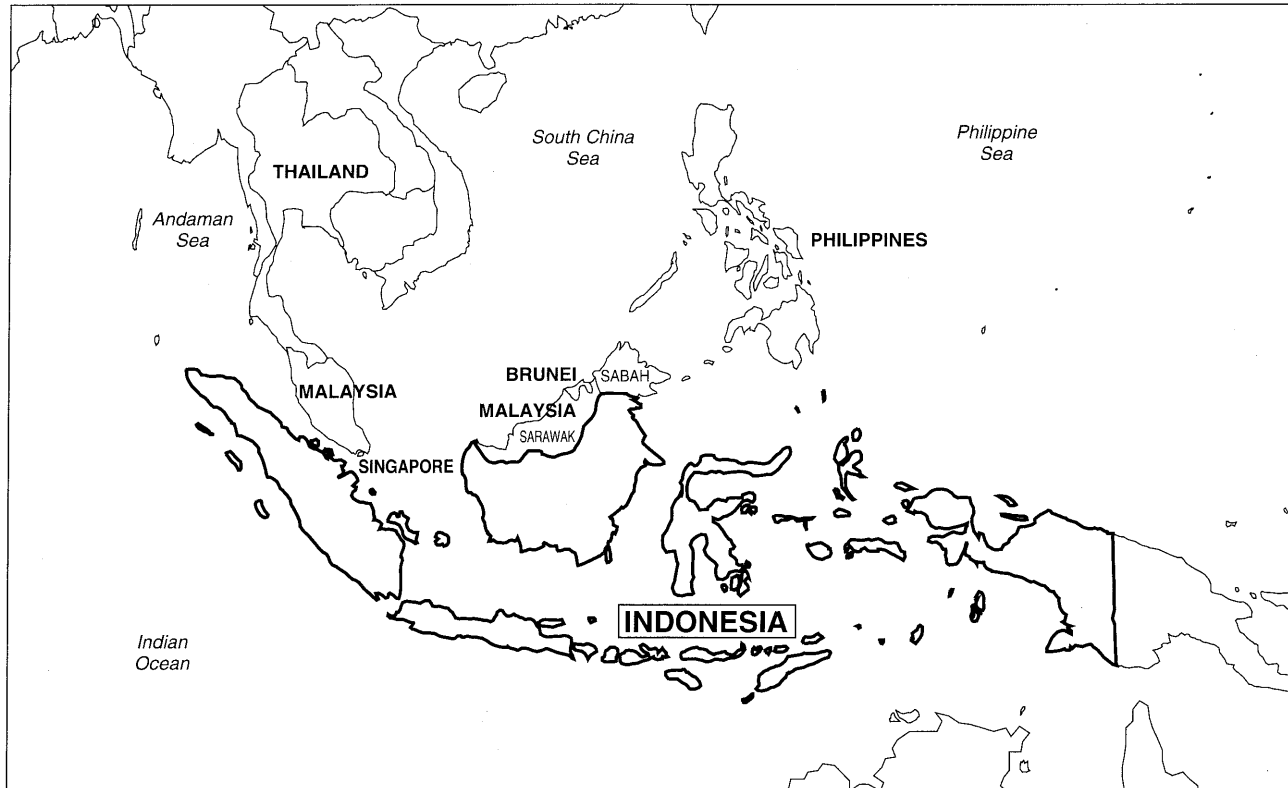 South China
Sea
Philippine
Sea
THAILAND
Andaman
Sea
PHILIPPINES
BRUNEI
SABAH
MALAYSIA
MALAYSIA
SARAWAK
SINGAPORE
INDONESIA
Indian
Ocean